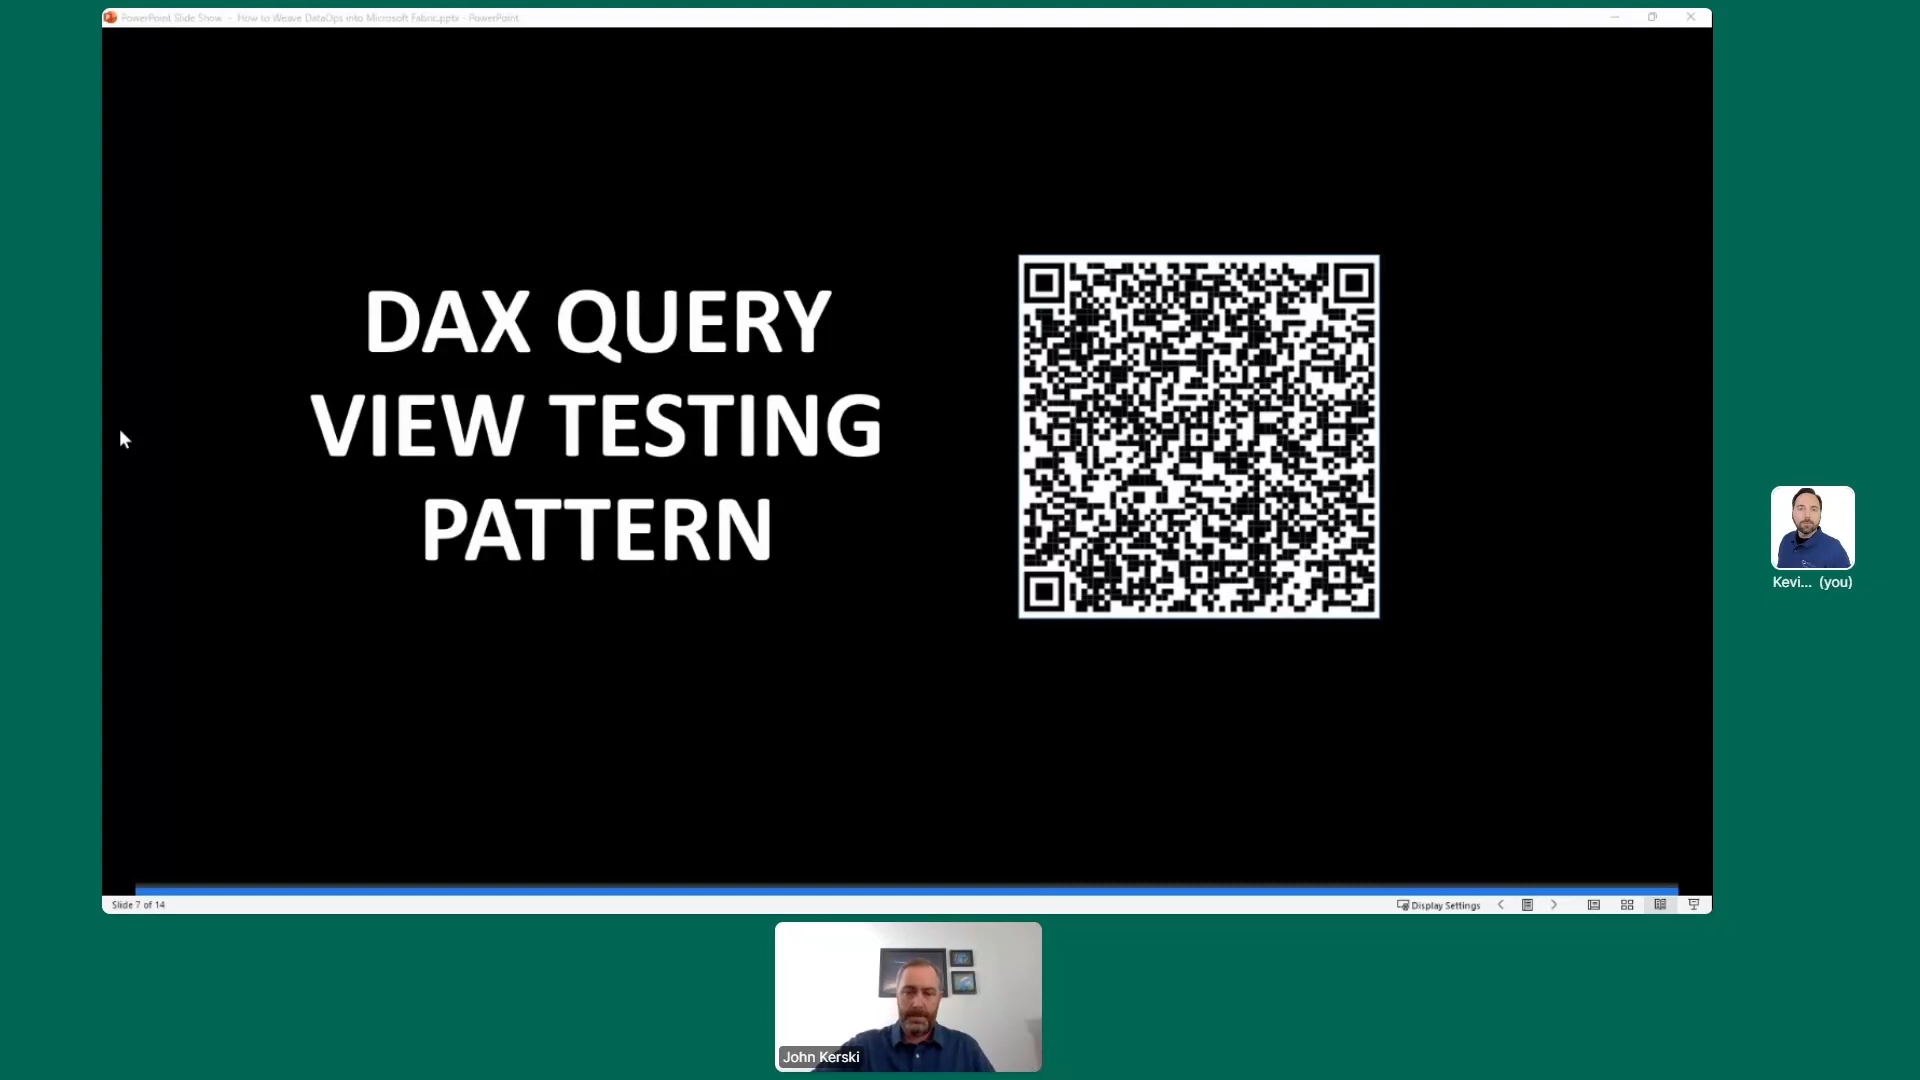 PowerPoint Slide Show - How to Weave DataOps into Microsoft Fabric.pptx - PowerPoint
DAX QUERY
VIEW TESTING
PATTERN
Kevi... (you)
Slide 7 of 14
Display Settings
John Kerski